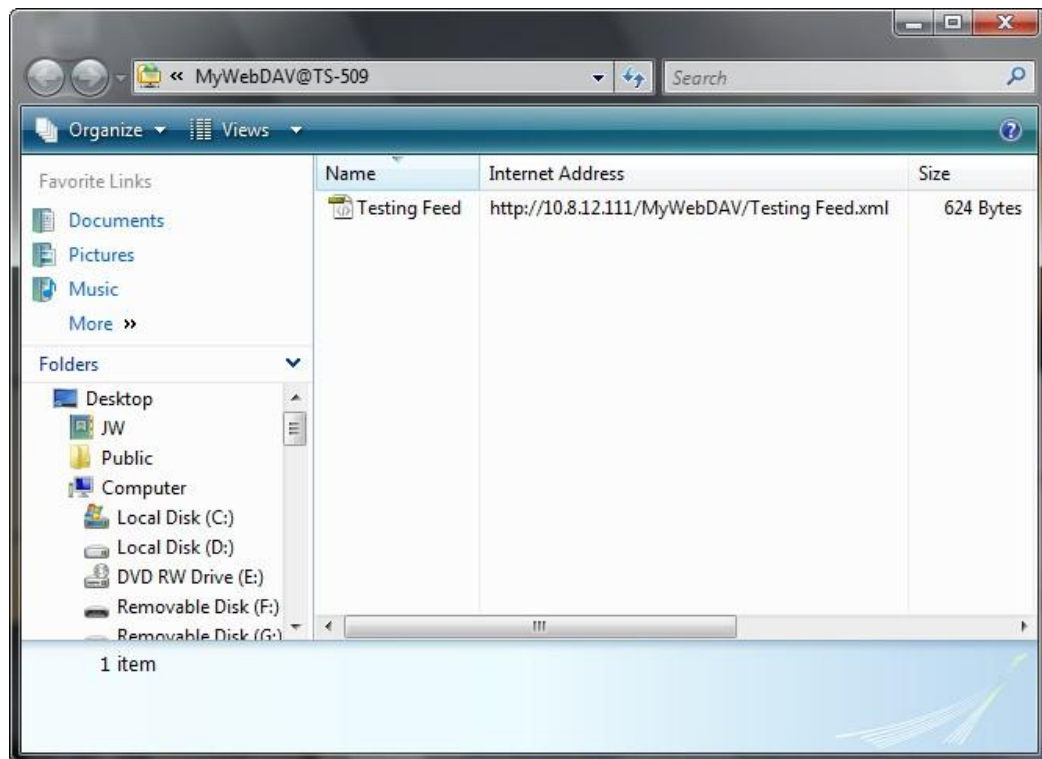 « MyWebDAV@TS-509
Search
Organize
Views
Favorite Links
Documents
Pictures
Music
More »
Folders
Desktop
JW
Public
Computer
Local Disk (C:)
Local Disk (D:)
DVD RW Drive (E:)
Removable Disk (F:)
Removable Disk (G:)
Name Internet Address Size
Testing Feed http://10.8.12.111/MyWebDAV/Testing Feed.xml 624 Bytes
1 item